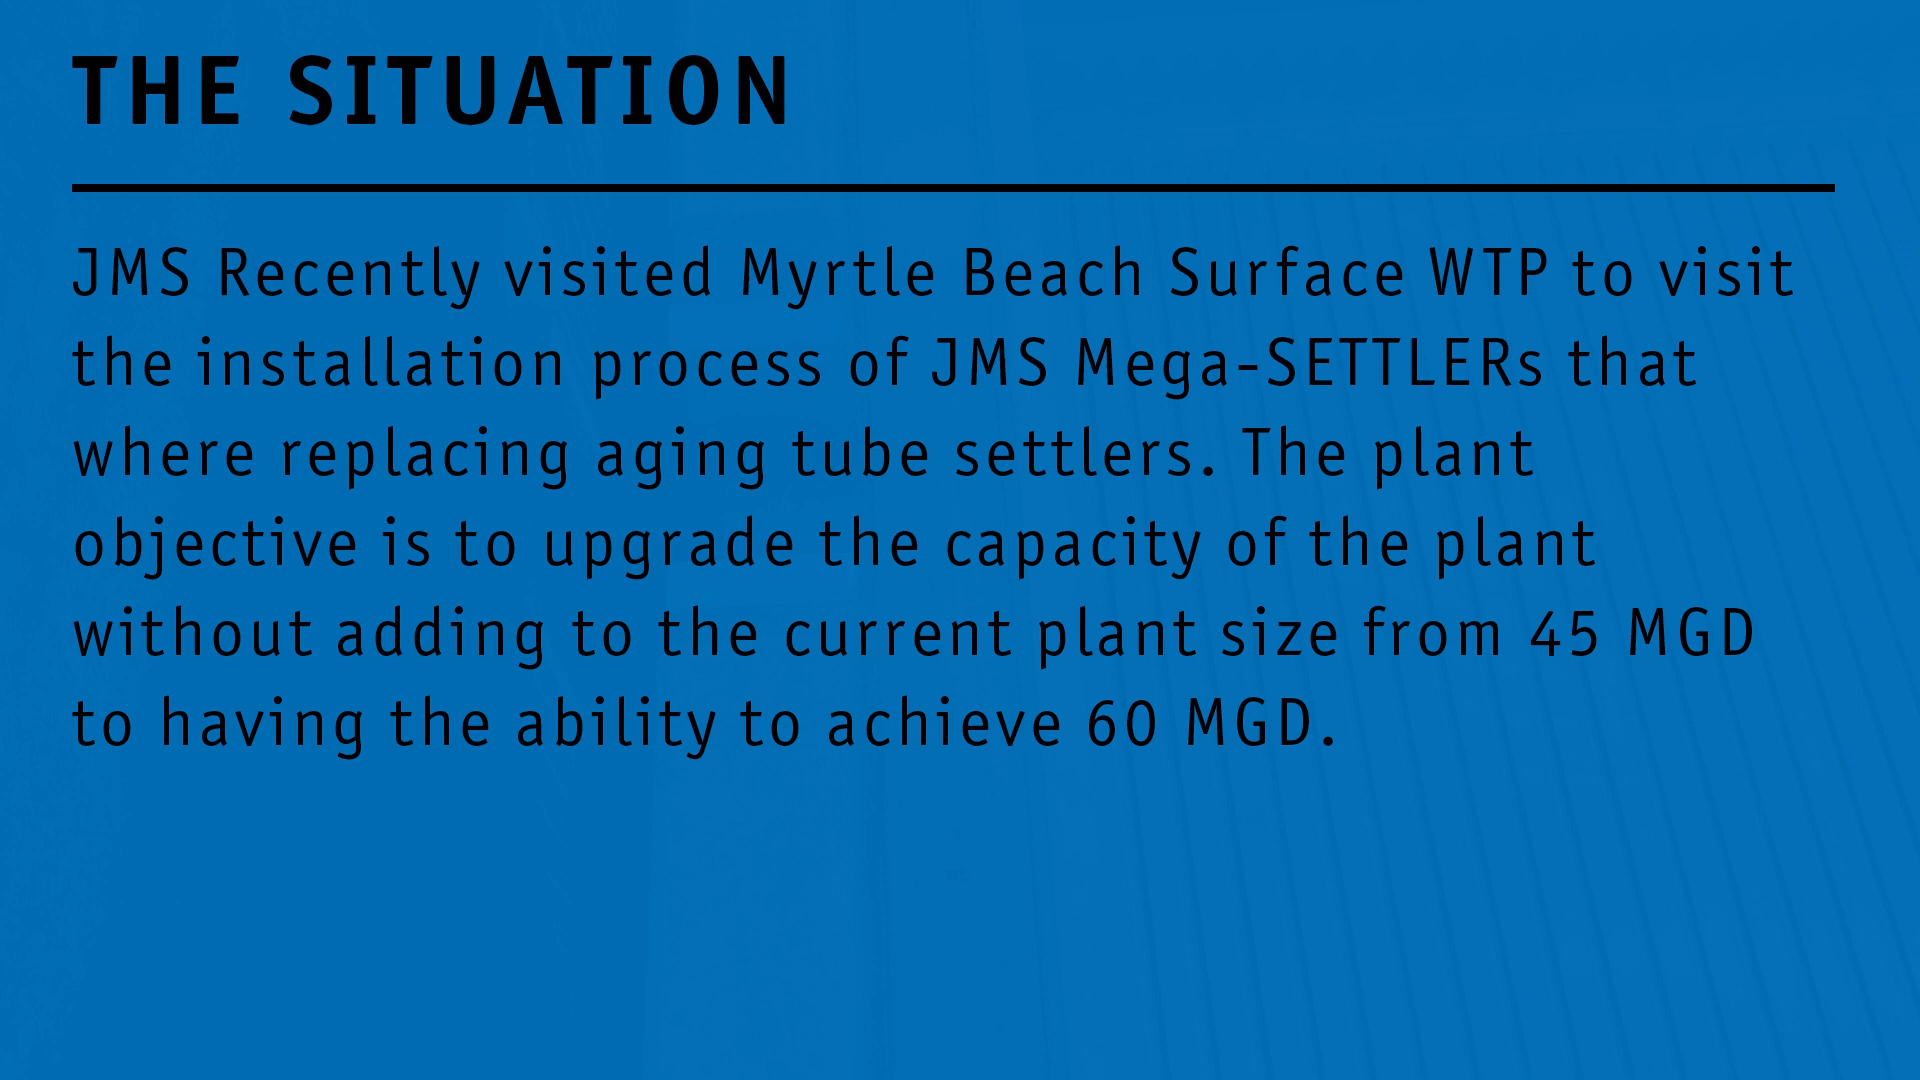 THE SITUATION
JMS Recently visited Myrtle Beach Surface WTP to visit
the installation process of JMS Mega-SETTLERs that
where replacing aging tube settlers. The plant
objective is to upgrade the capacity of the plant
without adding to the current plant size from 45 MGD
to having the ability to achieve 60 MGD.